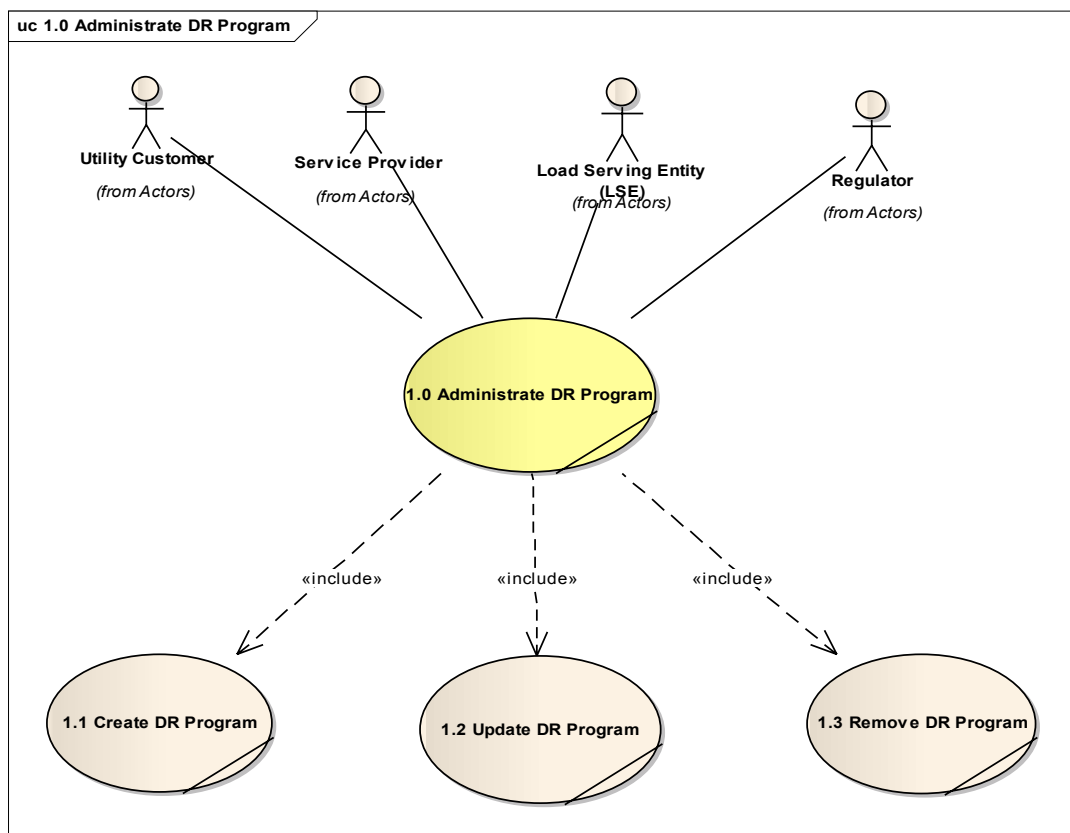 uc 1.0 Administrate DR Program
Utility Customer
(from Actors)
Service Provider
(from Actors)
Load Serving Entity
(LSE)
(from Actors)
Regulator
(from Actors)
1.0 Administrate DR Program
«include»
«include»
«include»
1.1 Create DR Program
1.2 Update DR Program
1.3 Remove DR Program